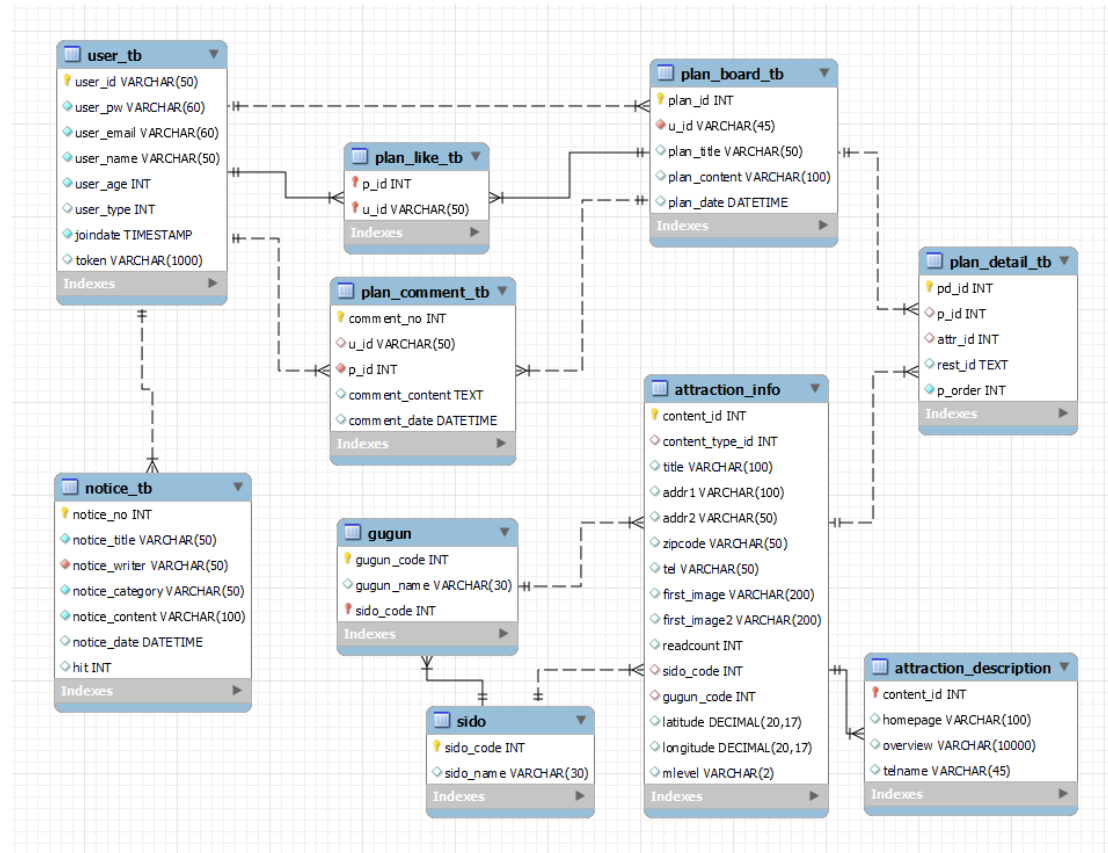 user_tb
user_id VARCHAR(50)
user_pw VARCHAR(60)
user_email VARCHAR(60)
user_name VARCHAR(50)
user_age INT
user_type INT
joindate TIMESTAMP
token VARCHAR(1000)
Indexes
plan_like_tb
p_id INT
u_id VARCHAR(50)
Indexes
plan_board_tb
plan_id INT
u_id VARCHAR(45)
plan_title VARCHAR(50)
plan_content VARCHAR(100)
plan_date DATETIME
Indexes
plan_comment_tb
comment_no INT
u_id VARCHAR(50)
p_id INT
comment_content TEXT
comment_date DATETIME
Indexes
plan_detail_tb
pd_id INT
p_id INT
attr_id INT
rest_id TEXT
p_order INT
Indexes
notice_tb
notice_no INT
notice_title VARCHAR(50)
notice_writer VARCHAR(50)
notice_category VARCHAR(50)
notice_content VARCHAR(100)
notice_date DATETIME
hit INT
Indexes
gugun
gugun_code INT
gugun_name VARCHAR(30)
sido_code INT
Indexes
sido
sido_code INT
sido_name VARCHAR(30)
Indexes
attraction_info
content_id INT
content_type_id INT
title VARCHAR(100)
addr1 VARCHAR(100)
addr2 VARCHAR(50)
zipcode VARCHAR(50)
tel VARCHAR(50)
first_image VARCHAR(200)
first_image2 VARCHAR(200)
readcount INT
sido_code INT
gugun_code INT
latitude DECIMAL(20,17)
longitude DECIMAL(20,17)
mlevel VARCHAR(2)
Indexes
attraction_description
content_id INT
homepage VARCHAR(100)
overview VARCHAR(10000)
telname VARCHAR(45)
Indexes